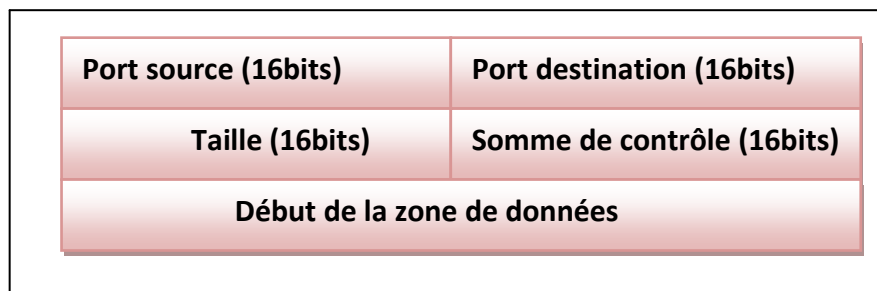 Port source (16bits)
Port destination (16bits)
Taille (16bits)
Somme de contrôle (16bits)
Début de la zone de données